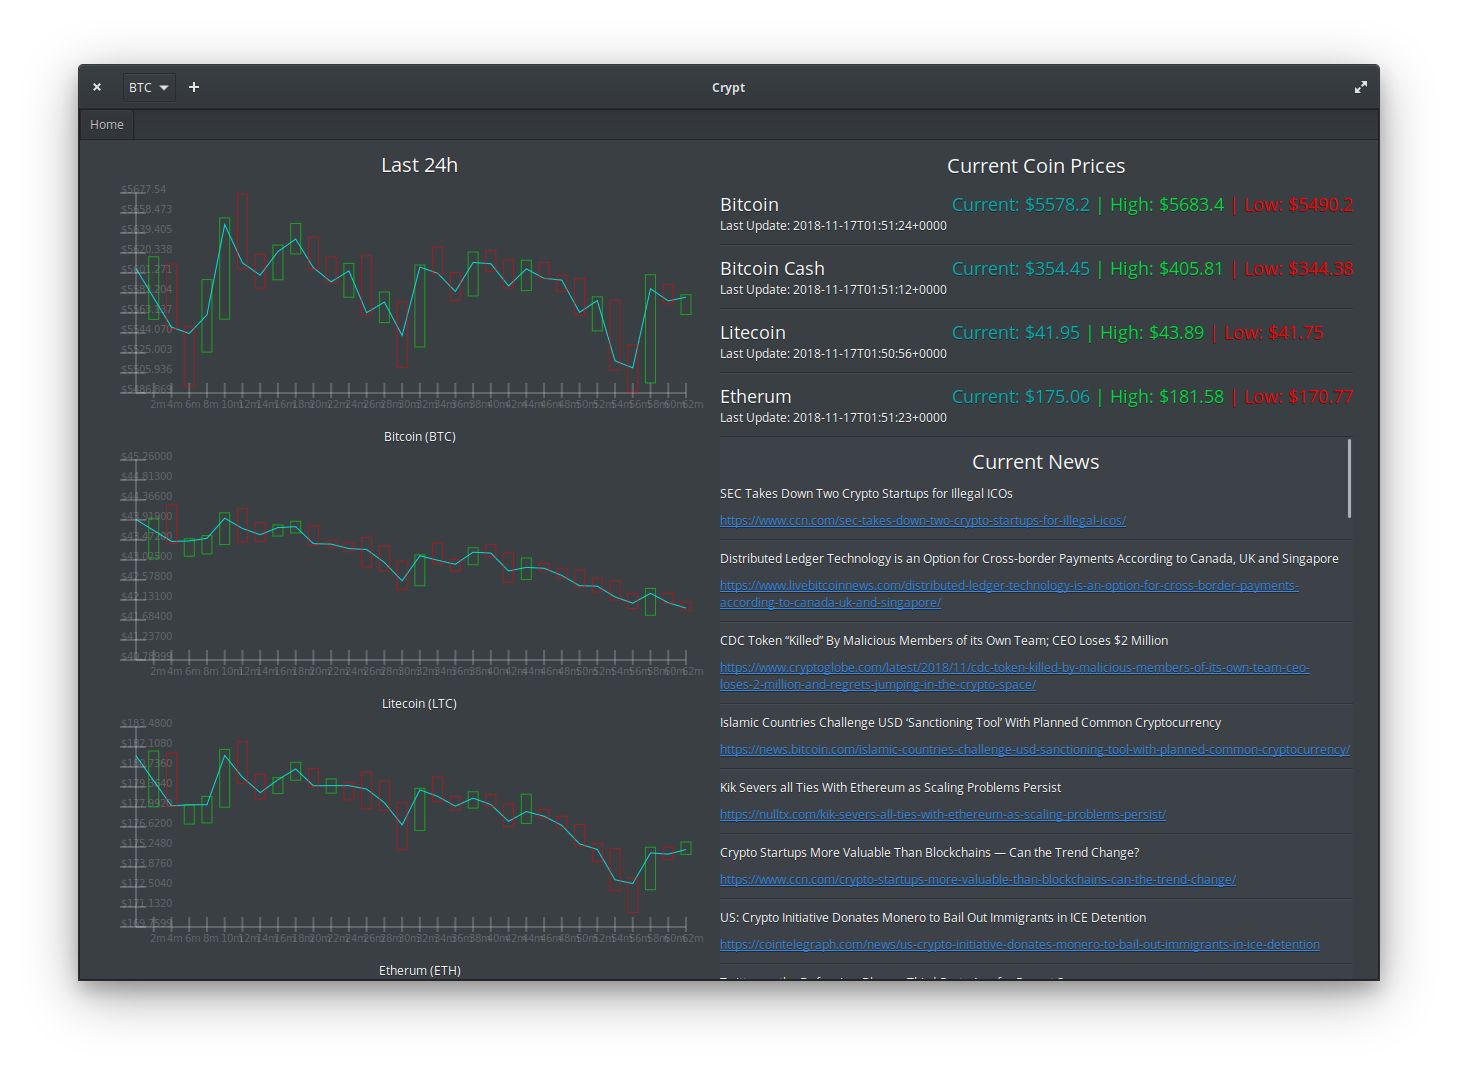 BTC
Crypt
Home
Last 24h
$5677.54
$5658.473
$5639.405
$5620.338
$5601.271
$5582.204
$5563.137
$5544.070
$5525.003
$5505.936
$5486.869
2m 4m 6m 8m 10m 12m 14m 16m 18m 20m 22m 24m 26m 28m 30m 32m 34m 36m 38m 40m 42m 44m 46m 48m 50m 52m 54m 56m 58m 60m 62m
Bitcoin (BTC)
$45.26000
$44.81300
$44.36600
$43.91900
$43.47200
$43.02500
$42.57800
$42.13100
$41.68400
$41.23700
$40.78999
2m 4m 6m 8m 10m 12m 14m 16m 18m 20m 22m 24m 26m 28m 30m 32m 34m 36m 38m 40m 42m 44m 46m 48m 50m 52m 54m 56m 58m 60m 62m
Litecoin (LTC)
$183.4800
$182.1080
$180.7360
$179.3640
$177.9920
$176.6200
$175.2480
$173.8760
$172.5040
$171.1320
$169.7599
2m 4m 6m 8m 10m 12m 14m 16m 18m 20m 22m 24m 26m 28m 30m 32m 34m 36m 38m 40m 42m 44m 46m 48m 50m 52m 54m 56m 58m 60m 62m
Etherum (ETH)
Current Coin Prices
Bitcoin Current: $5578.2 | High: $5683.4 | Low: $5490.2
Last Update: 2018-11-17T01:51:24+0000
Bitcoin Cash Current: $354.45 | High: $405.81 | Low: $344.38
Last Update: 2018-11-17T01:51:12+0000
Litecoin Current: $41.95 | High: $43.89 | Low: $41.75
Last Update: 2018-11-17T01:50:56+0000
Etherum Current: $175.06 | High: $181.58 | Low: $170.77
Last Update: 2018-11-17T01:51:23+0000
Current News
SEC Takes Down Two Crypto Startups for Illegal ICOs
https://www.ccn.com/sec-takes-down-two-crypto-startups-for-illegal-icos/
Distributed Ledger Technology is an Option for Cross-border Payments According to Canada, UK and Singapore
https://www.livebitcoinnews.com/distributed-ledger-technology-is-an-option-for-cross-border-payments-
according-to-canada-uk-and-singapore/
CDC Token “Killed” By Malicious Members of its Own Team; CEO Loses $2 Million
https://www.cryptoglobe.com/latest/2018/11/cdc-token-killed-by-malicious-members-of-its-own-team-ceo-
loses-2-million-and-regrets-jumping-in-the-crypto-space/
Islamic Countries Challenge USD ‘Sanctioning Tool’ With Planned Common Cryptocurrency
https://news.bitcoin.com/islamic-countries-challenge-usd-sanctioning-tool-with-planned-common-cryptocurrency/
Kik Severs all Ties With Ethereum as Scaling Problems Persist
https://nulltx.com/kik-severs-all-ties-with-ethereum-as-scaling-problems-persist/
Crypto Startups More Valuable Than Blockchains — Can the Trend Change?
https://www.ccn.com/crypto-startups-more-valuable-than-blockchains-can-the-trend-change/
US: Crypto Initiative Donates Monero to Bail Out Immigrants in ICE Detention
https://cointelegraph.com/news/us-crypto-initiative-donates-monero-to-bail-out-immigrants-in-ice-detention